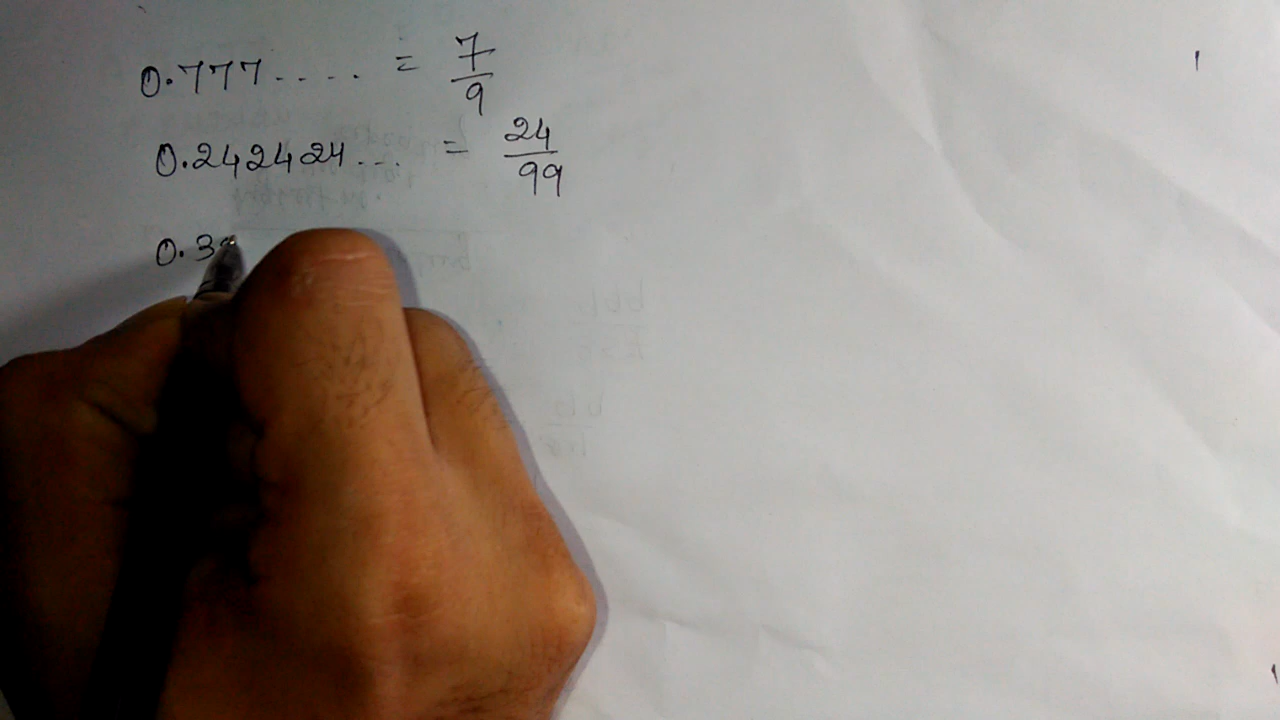 0.777.... = 7/9
0.242424... = 24/99
0.3